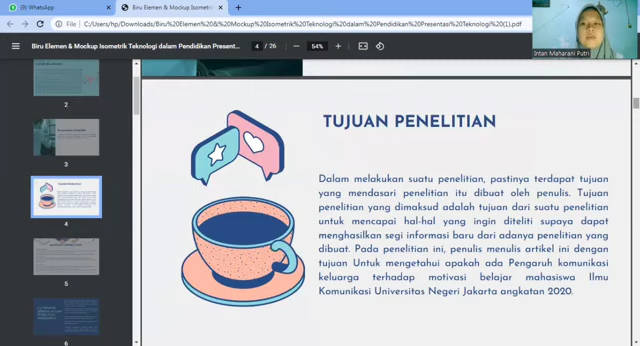 (9) WhatsApp
Biru Elemen & Mockup Isometrik
File
C:/Users/hp/Downloads/Biru%20Elemen%20&%20Mockup%20Isometrik%20Teknologi%20dalam%20Pendidikan%20Presentasi%20Teknologi%20(1).pdf
Biru Elemen & Mockup Isometrik Teknologi dalam Pendidikan Present...
4 / 26
54%
Intan Maharani Putri
2
3
4
5
6
TUJUAN PENELITIAN
Dalam melakukan suatu penelitian, pastinya terdapat tujuan
yang mendasari penelitian itu dibuat oleh penulis. Tujuan
penelitian yang dimaksud adalah tujuan dari suatu penelitian
untuk mencapai hal-hal yang ingin diteliti supaya dapat
menghasilkan segi informasi baru dari adanya penelitian yang
dibuat. Pada penelitian ini, penulis menulis artikel ini dengan
tujuan Untuk mengetahui apakah ada Pengaruh komunikasi
keluarga terhadap motivasi belajar mahasiswa Ilmu
Komunikasi Universitas Negeri Jakarta angkatan 2020.